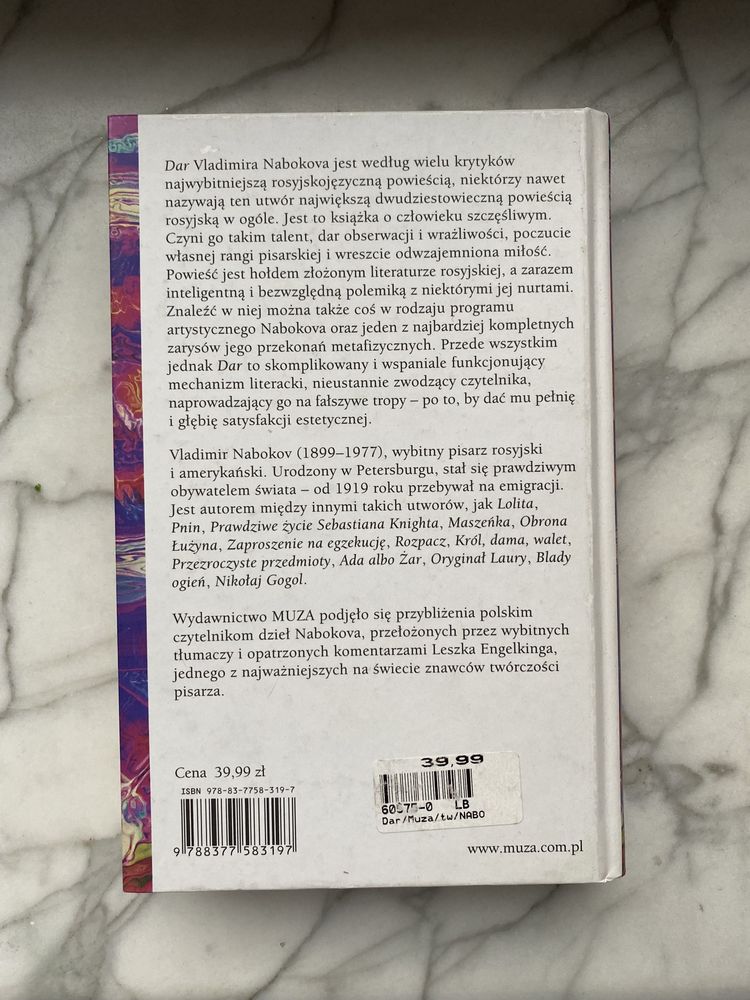 Dar Vladimira Nabokova jest według wielu krytyków
najwybitniejszą rosyjskojęzyczną powieścią, niektórzy nawet
nazywają ten utwór największą dwudziestowieczną powieścią
rosyjską w ogóle. Jest to książka o człowieku szczęśliwym.
Czyni go takim talent, dar obserwacji i wrażliwości, poczucie
własnej rangi pisarskiej i wreszcie odwzajemniona miłość.
Powieść jest hołdem złożonym literaturze rosyjskiej, a zarazem
inteligentną i bezwzględną polemiką z niektórymi jej nurtami.
Znaleźć w niej można także coś w rodzaju programu
artystycznego Nabokova oraz jeden z najbardziej kompletnych
zarysów jego przekonań metafizycznych. Przede wszystkim
jednak Dar to skomplikowany i wspaniale funkcjonujący
mechanizm literacki, nieustannie zwodzący czytelnika,
naprowadzający go na fałszywe tropy – po to, by dać mu pełnię
i głębię satysfakcji estetycznej.
Vladimir Nabokov (1899–1977), wybitny pisarz rosyjski
i amerykański. Urodzony w Petersburgu, stał się prawdziwym
obywatelem świata – od 1919 roku przebywał na emigracji.
Jest autorem między innymi takich utworów, jak Lolita,
Pnin, Prawdziwe życie Sebastiana Knighta, Maszeńka, Obrona
Łużyna, Zaproszenie na egzekucję, Rozpacz, Król, dama, walet,
Przezroczyste przedmioty, Ada albo Żar, Oryginał Laury, Blady
ogień, Nikołaj Gogol.
Wydawnictwo MUZA podjęło się przybliżenia polskim
czytelnikom dzieł Nabokova, przełożonych przez wybitnych
tłumaczy i opatrzonych komentarzami Leszka Engelkinga,
jednego z najważniejszych na świecie znawców twórczości
pisarza.
Cena 39,99 zł
ISBN 978-83-7758-319-7
9 788377 583197
39,99
LB
Dar/Muza/tw/NABO
www.muza.com.pl